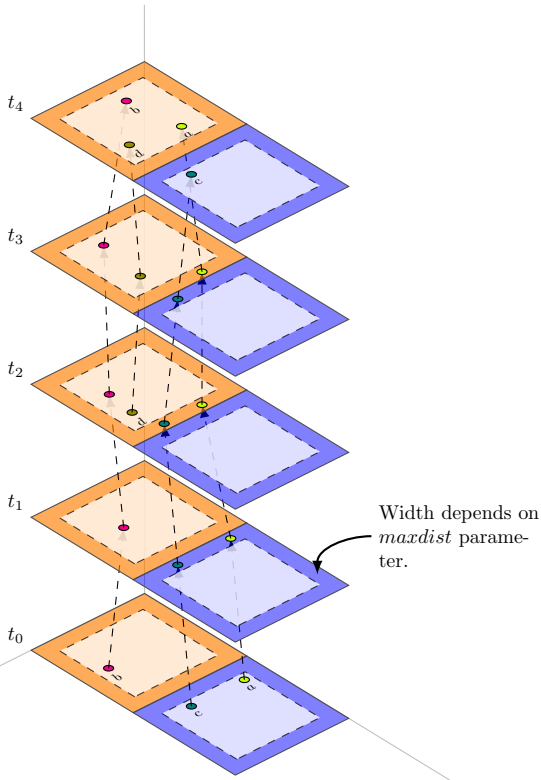 t4
b
a
d
c
t3
t2
d
t1
Width depends on
maxdist parame-
ter.
t0
b
a
c